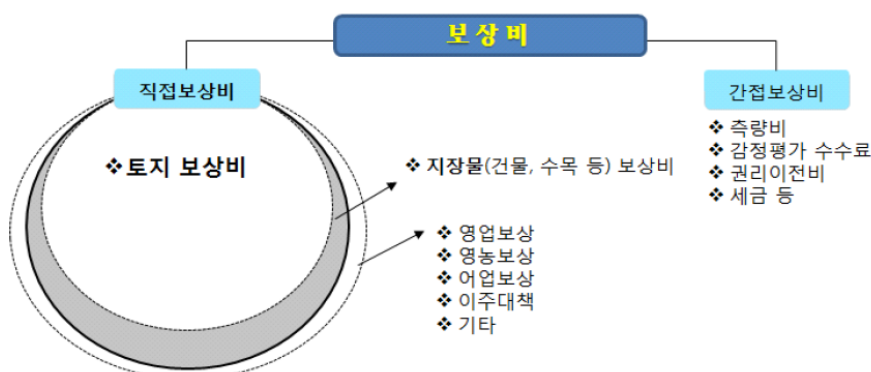 보상비
직접보상비
❖토지 보상비
❖ 지장물(건물, 수목 등) 보상비
❖ 영업보상
❖ 영농보상
❖ 어업보상
❖ 이주대책
❖ 기타
간접보상비
❖ 측량비
❖ 감정평가 수수료
❖ 권리이전비
❖ 세금 등